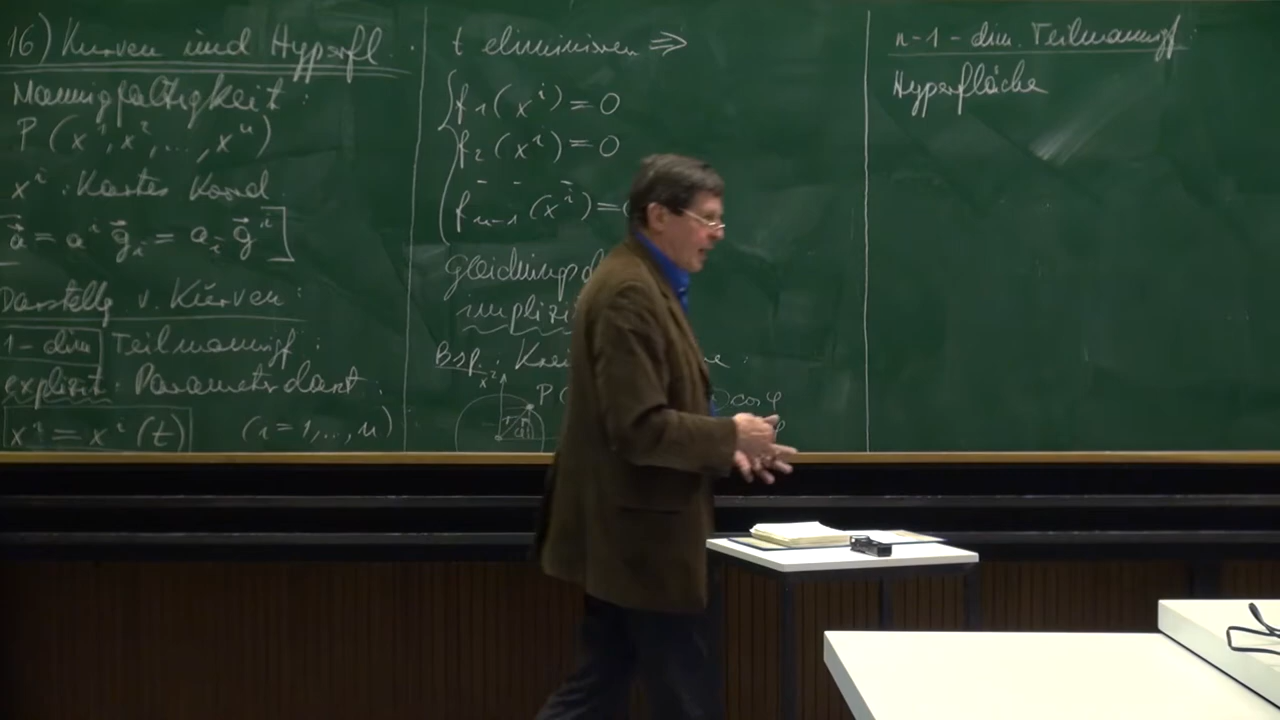 16) Kurven und Hyperfl.
Mannigfaltigkeit:
P(x¹, x², ..., xⁿ)
xⁱ: Kartes Koord.
a⃗ = aⁱ g⃗ᵢ = aᵢ g⃗ⁱ]
Darstellg v. Kurven:
1-dim Teilmannigf:
explizit: Parameterdarst:
xⁱ = xⁱ(t) (i=1,...,n)
t eliminieren ⇒
f₁(xⁱ)=0
f₂(xⁱ)=0
fₙ₋₁(xⁱ)=
Bsp.:
x²
P(
cos φ
φ
n-1-dim. Teilmannigf:
Hyperfläche